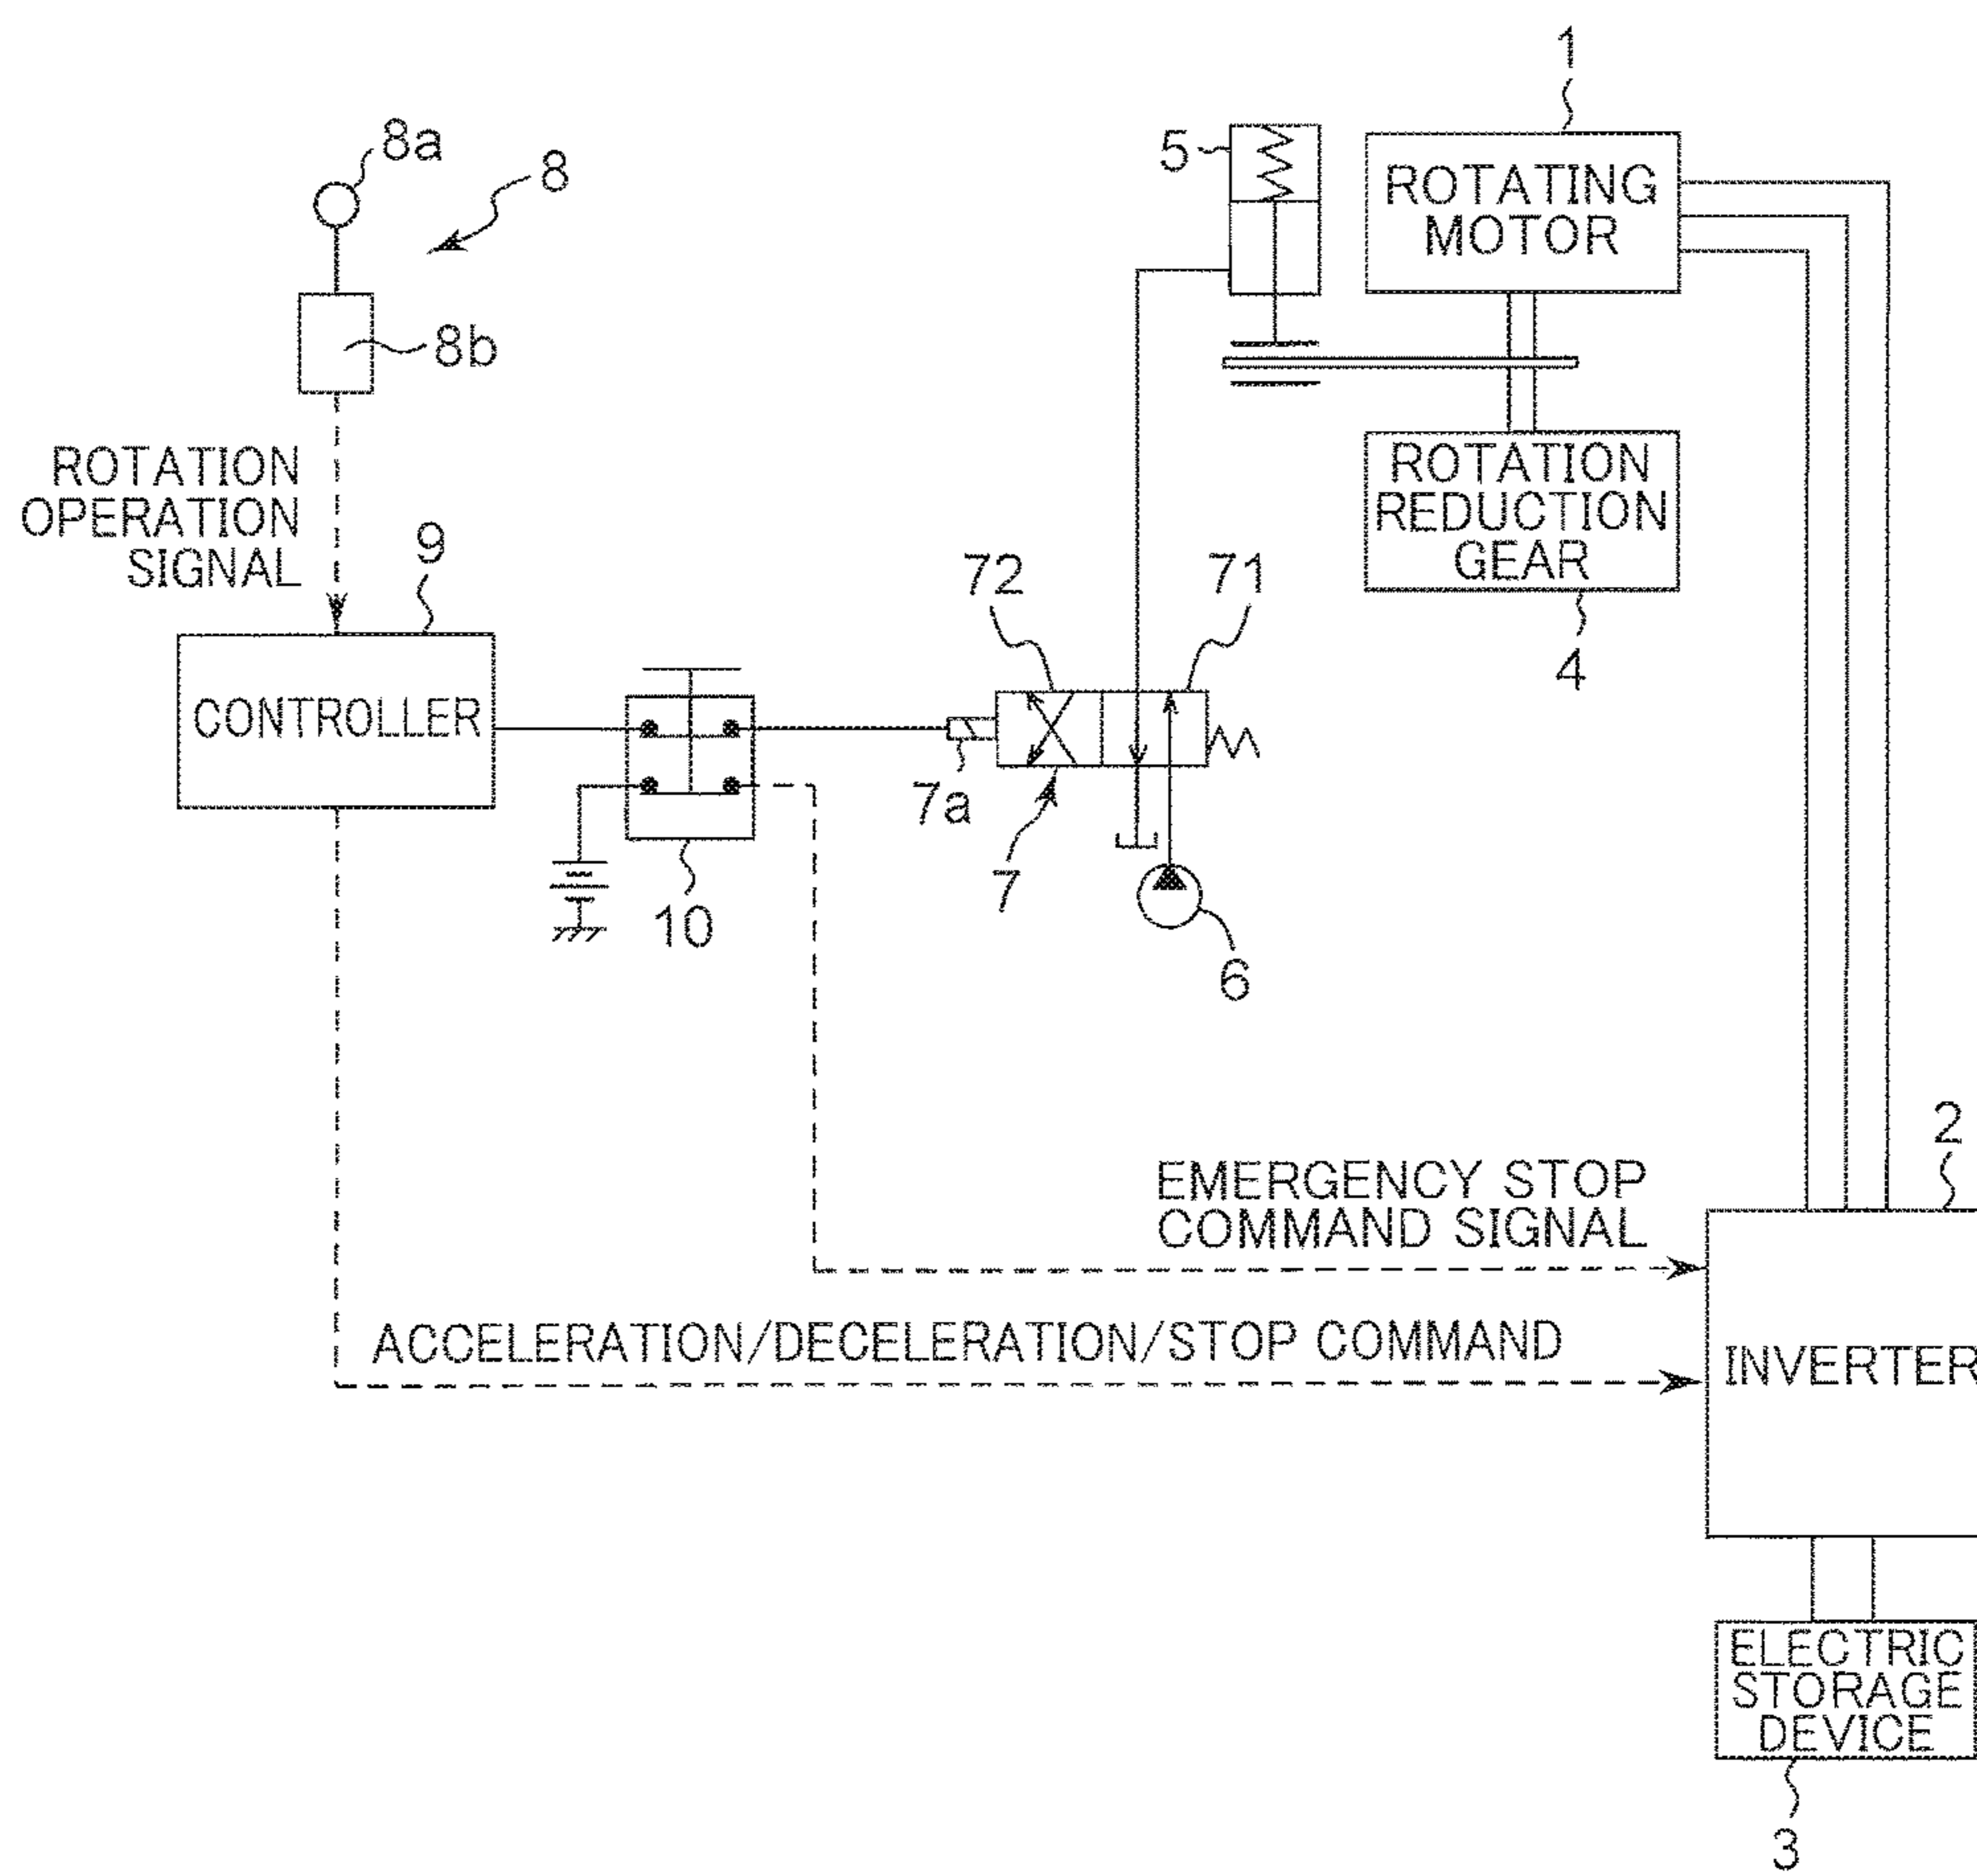 1
8a
8
5
ROTATING
MOTOR
8b
ROTATION
OPERATION
SIGNAL
9
72
71
ROTATION
REDUCTION
GEAR
4
CONTROLLER
7a
7
10
6
2
EMERGENCY STOP
COMMAND SIGNAL
ACCELERATION/DECELERATION/STOP COMMAND
INVERTER
ELECTRIC
STORAGE
DEVICE
3